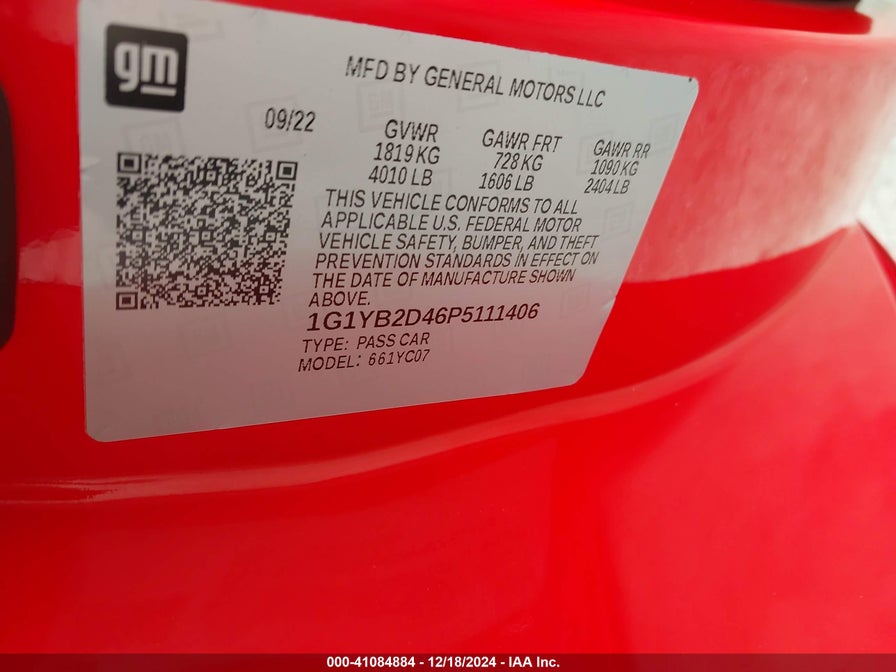 gm
MFD BY GENERAL MOTORS LLC
09/22
GVWR GAWR FRT GAWR RR
1819 KG 728 KG 1090 KG
4010 LB 1606 LB 2404 LB
THIS VEHICLE CONFORMS TO ALL
APPLICABLE U.S. FEDERAL MOTOR
VEHICLE SAFETY, BUMPER, AND THEFT
PREVENTION STANDARDS IN EFFECT ON
THE DATE OF MANUFACTURE SHOWN
ABOVE.
1G1YB2D46P5111406
TYPE: PASS CAR
MODEL: 661YC07
000-41084884 - 12/18/2024 - IAA Inc.